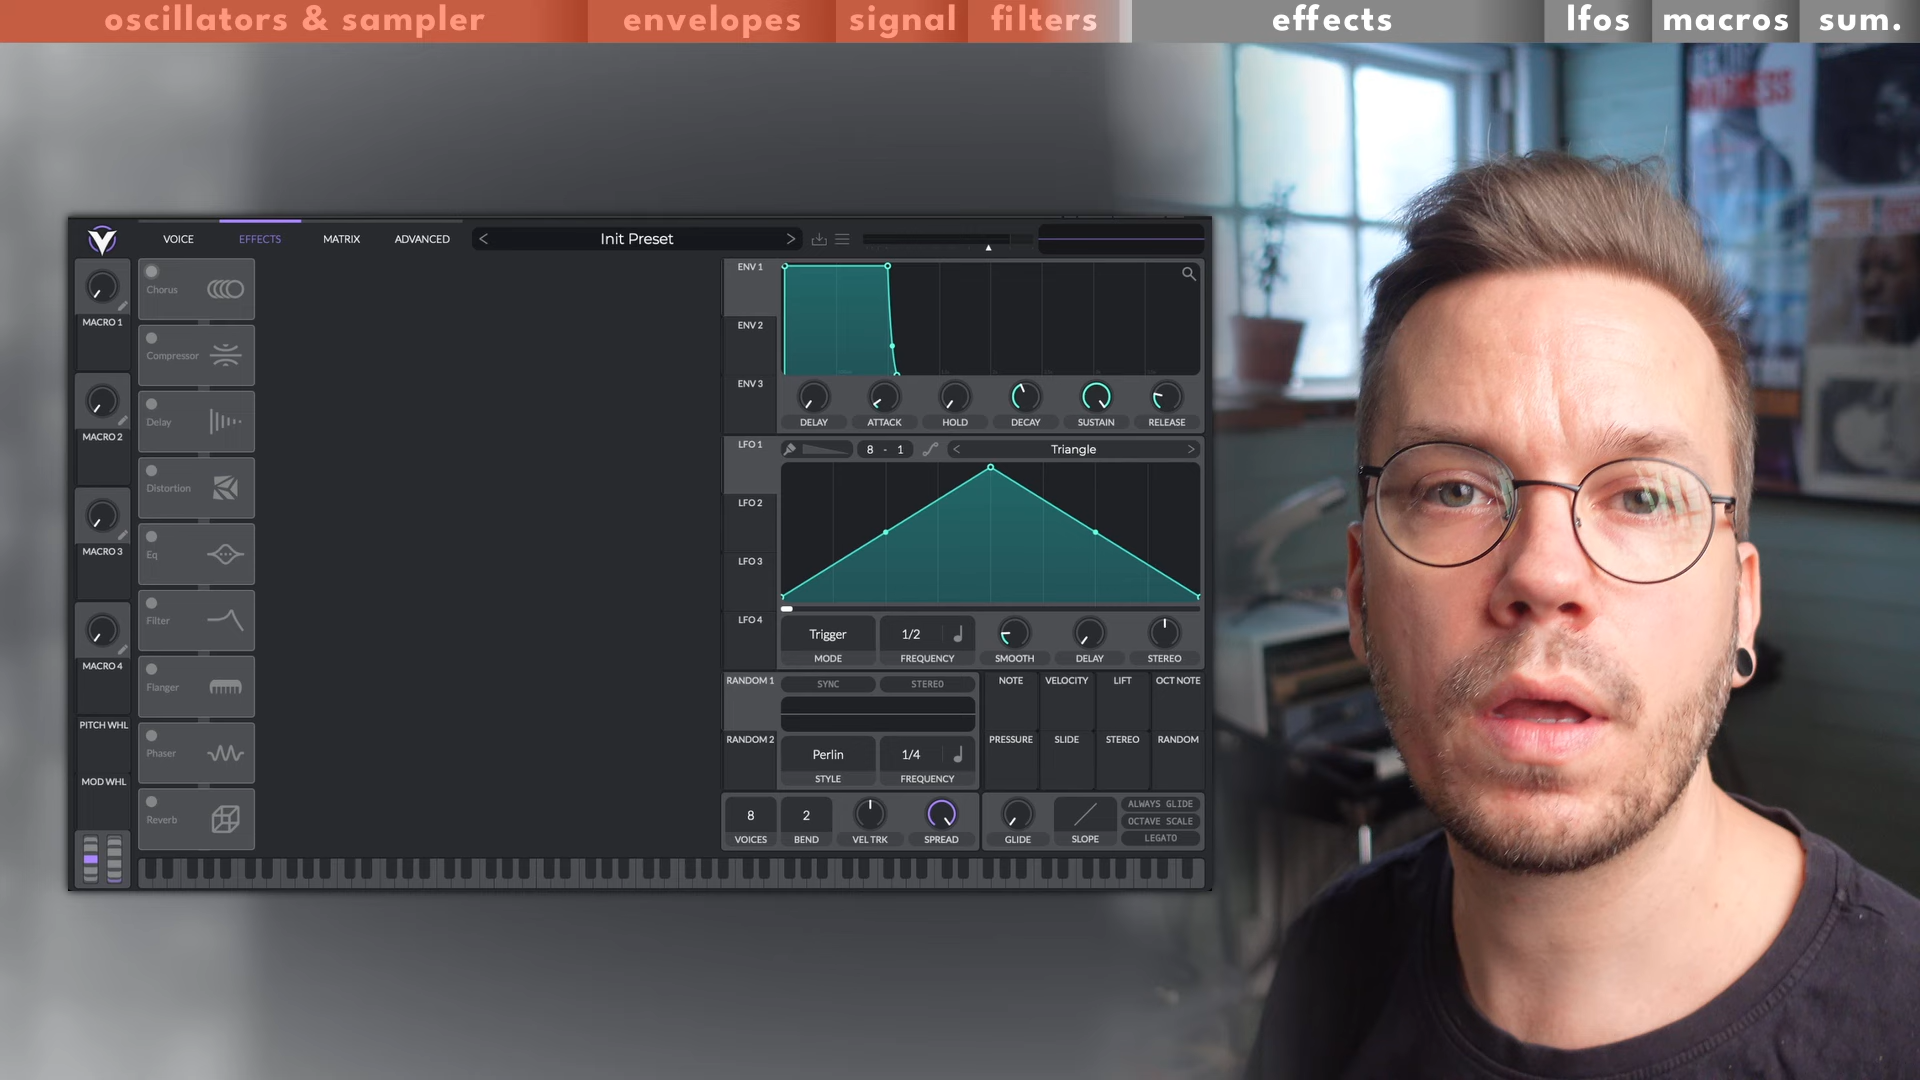 oscillators & sampler envelopes signal filters effects lfos macros sum.
VOICE EFFECTS MATRIX ADVANCED Init Preset
MACRO 1
MACRO 2
MACRO 3
MACRO 4
PITCH WHL
MOD WHL
Chorus
Compressor
Delay
Distortion
Eq
Filter
Flanger
Phaser
Reverb
ENV 1
ENV 2
ENV 3
DELAY ATTACK HOLD DECAY SUSTAIN RELEASE
LFO 1 8 - 1 Triangle
LFO 2
LFO 3
LFO 4
Trigger 1/2
MODE FREQUENCY SMOOTH DELAY STEREO
RANDOM 1 SYNC STEREO NOTE VELOCITY LIFT OCT NOTE
RANDOM 2 Perlin 1/4 PRESSURE SLIDE STEREO RANDOM
STYLE FREQUENCY
8 2 ALWAYS GLIDE
OCTAVE SCALE
VOICES BEND VEL TRK SPREAD GLIDE SLOPE LEGATO
MADNESS